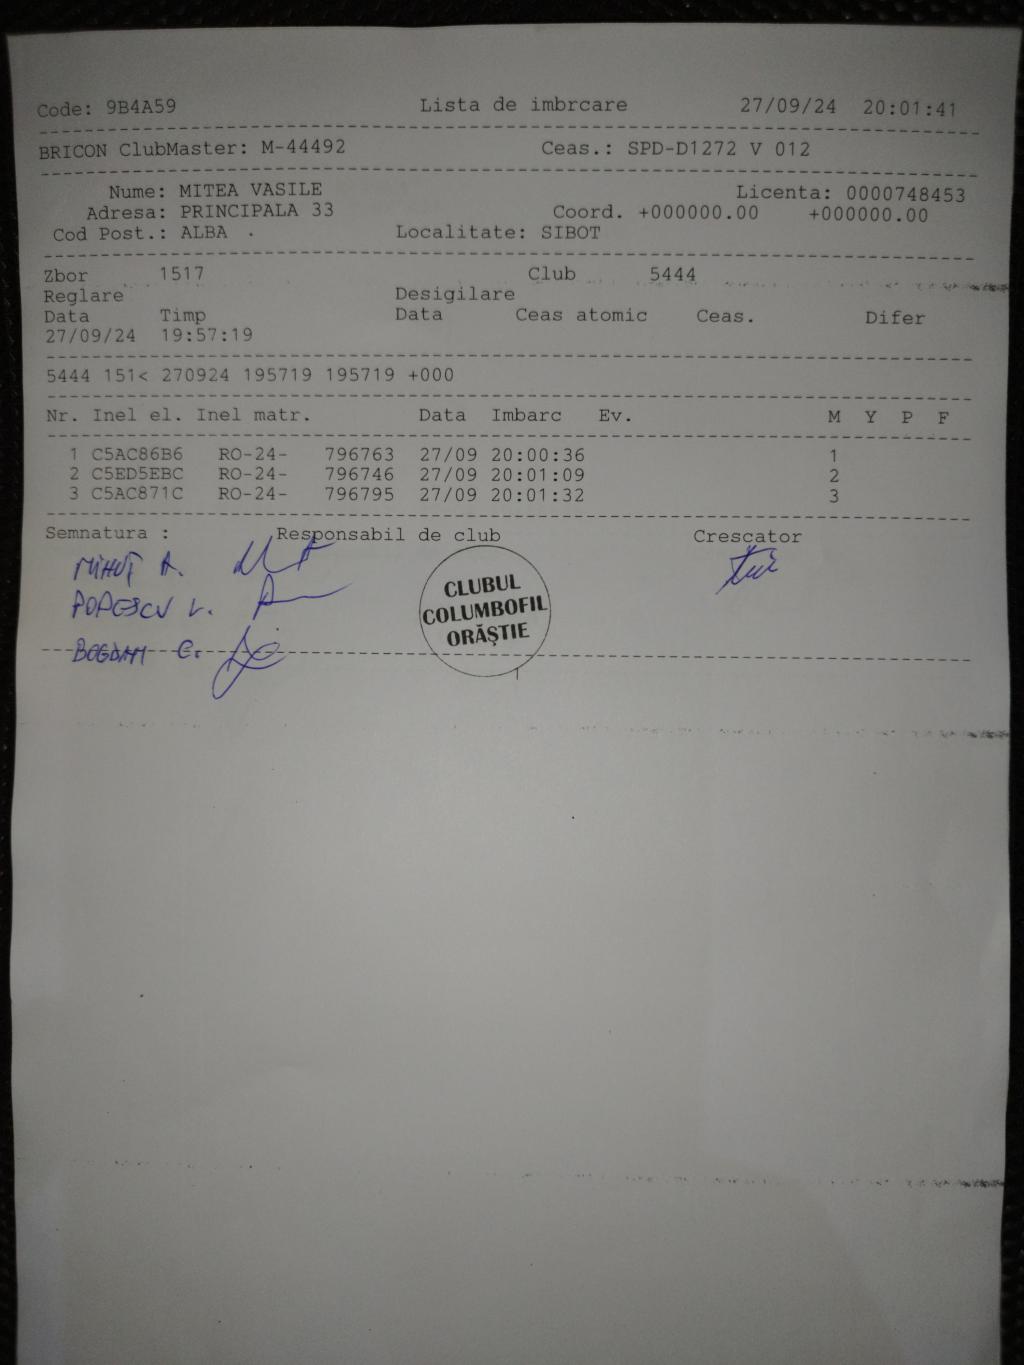 Code: 9B4A59 Lista de imbrcare 27/09/24 20:01:41
BRICON ClubMaster: M-44492 Ceas.: SPD-D1272 V 012
Nume: MITEA VASILE Licenta: 0000748453
Adresa: PRINCIPALA 33 Coord. +000000.00 +000000.00
Cod Post.: ALBA Localitate: SIBOT
Zbor 1517 Club 5444
Reglare Desigilare
Data Timp Data Ceas atomic Ceas. Difer
27/09/24 19:57:19
5444 151< 270924 195719 195719 +000
Nr. Inel el. Inel matr. Data Imbarc Ev. M Y P F
1 C5AC86B6 RO-24- 796763 27/09 20:00:36 1
2 C5ED5EBC RO-24- 796746 27/09 20:01:09 2
3 C5AC871C RO-24- 796795 27/09 20:01:32 3
Semnatura : Responsabil de club Crescator
MIHUȚ A.
POPESCU L.
BOGDAN C.
CLUBUL
COLUMBOFIL
ORĂȘTIE